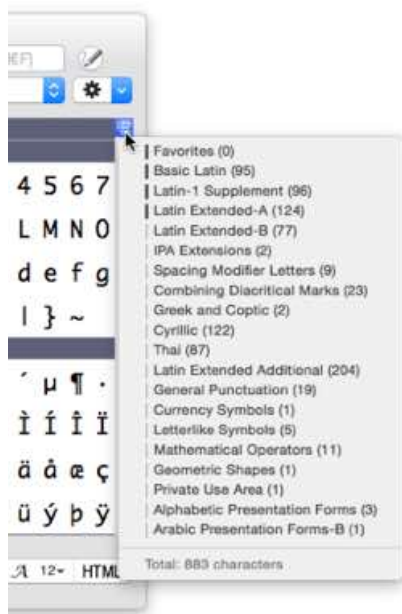 ⌘F)
Favorites (0)
Basic Latin (95)
Latin-1 Supplement (96)
Latin Extended-A (124)
Latin Extended-B (77)
IPA Extensions (2)
Spacing Modifier Letters (9)
Combining Diacritical Marks (23)
Greek and Coptic (2)
Cyrillic (122)
Thai (87)
Latin Extended Additional (204)
General Punctuation (19)
Currency Symbols (1)
Letterlike Symbols (5)
Mathematical Operators (11)
Geometric Shapes (1)
Private Use Area (1)
Alphabetic Presentation Forms (3)
Arabic Presentation Forms-B (1)
Total: 883 characters
4 5 6 7
L M N O
d e f g
| } ~
´ µ ¶ ·
Ì Í Î Ï
ä å æ ç
ü ý þ ÿ
A 12 HTML